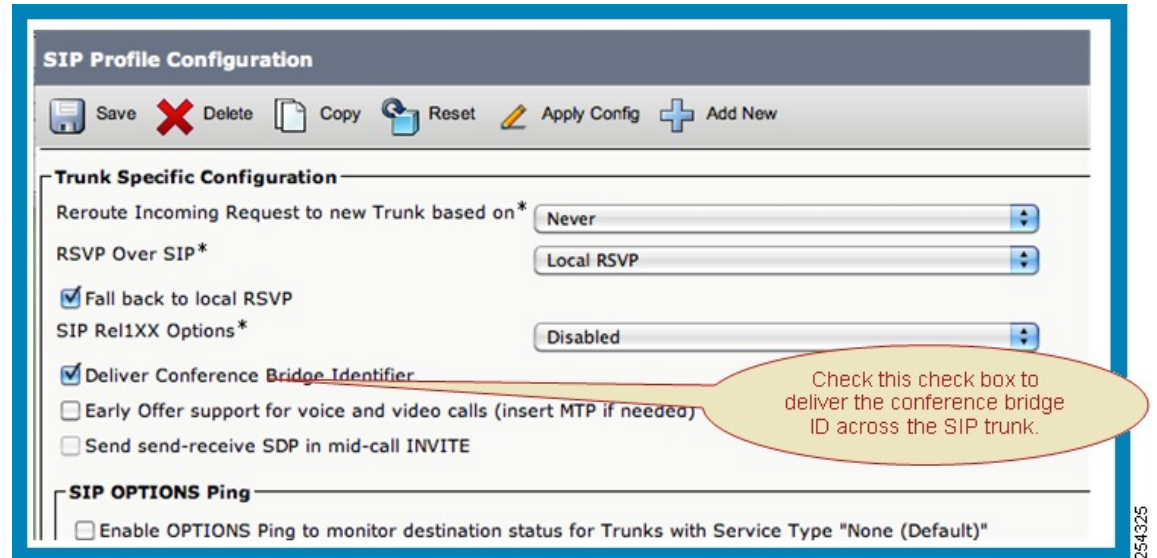 SIP Profile Configuration
Save Delete Copy Reset Apply Config Add New
Trunk Specific Configuration
Reroute Incoming Request to new Trunk based on* Never
RSVP Over SIP* Local RSVP
Fall back to local RSVP
SIP Rel1XX Options* Disabled
Deliver Conference Bridge Identifier
Check this check box to
deliver the conference bridge
ID across the SIP trunk.
Early Offer support for voice and video calls (insert MTP if needed)
Send send-receive SDP in mid-call INVITE
SIP OPTIONS Ping
Enable OPTIONS Ping to monitor destination status for Trunks with Service Type "None (Default)"
254325